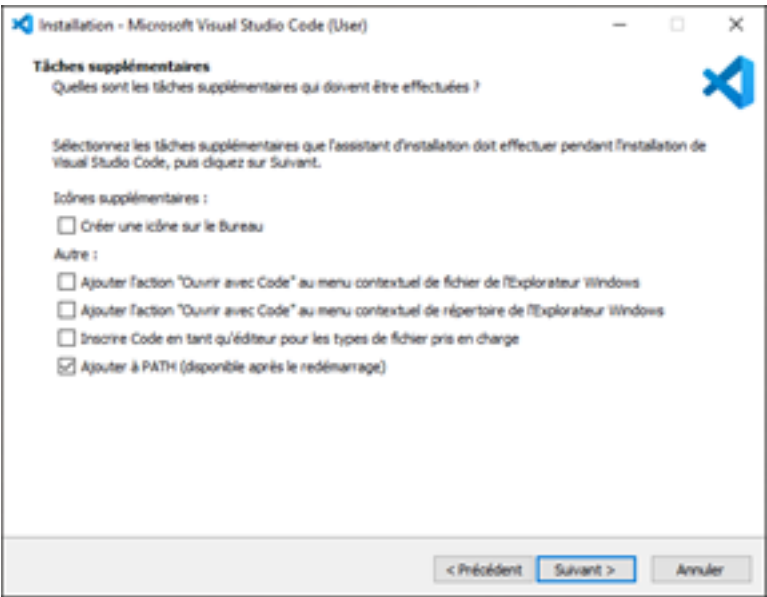 Installation - Microsoft Visual Studio Code (User)
Tâches supplémentaires
Quelles sont les tâches supplémentaires qui doivent être effectuées ?
Sélectionnez les tâches supplémentaires que l'assistant d'installation doit effectuer pendant l'installation de
Visual Studio Code, puis cliquez sur Suivant.
Icônes supplémentaires :
Créer une icône sur le Bureau
Autre :
Ajouter l'action "Ouvrir avec Code" au menu contextuel de fichier de l'Explorateur Windows
Ajouter l'action "Ouvrir avec Code" au menu contextuel de répertoire de l'Explorateur Windows
Inscrire Code en tant qu'éditeur pour les types de fichier pris en charge
Ajouter à PATH (disponible après le redémarrage)
< Précédent
Suivant >
Annuler